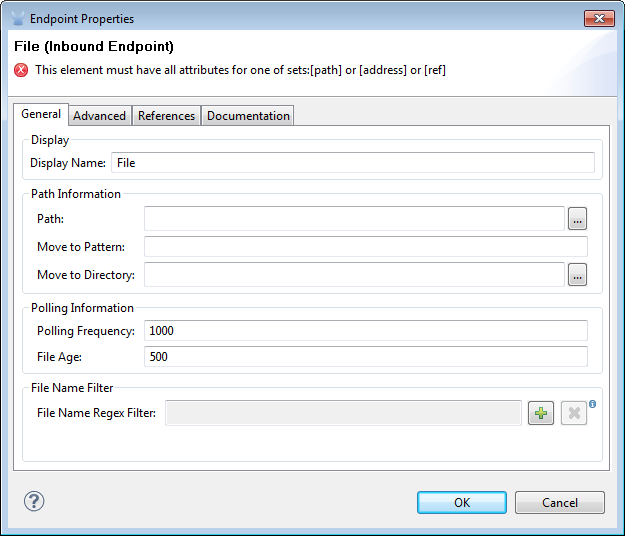 Endpoint Properties
File (Inbound Endpoint)
This element must have all attributes for one of sets:[path] or [address] or [ref]
General Advanced References Documentation
Display
Display Name: File
Path Information
Path: ...
Move to Pattern:
Move to Directory: ...
Polling Information
Polling Frequency: 1000
File Age: 500
File Name Filter
File Name Regex Filter:
OK Cancel